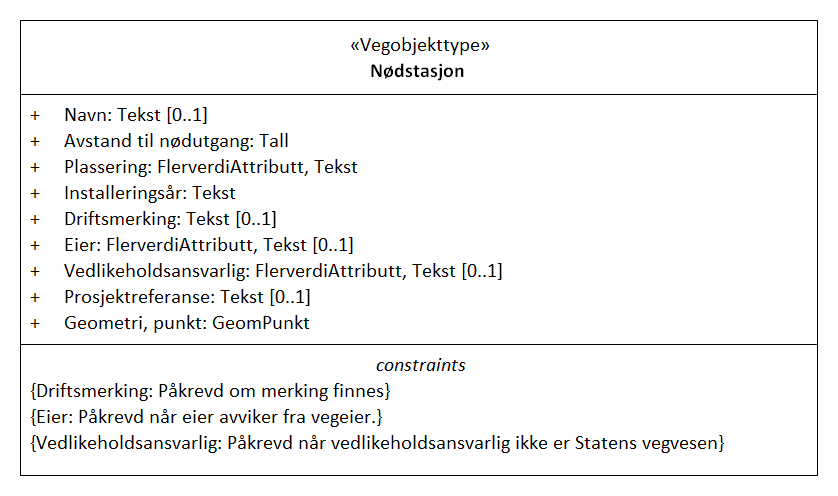 «Vegobjekttype»
Nødstasjon
+ Navn: Tekst [0..1]
+ Avstand til nødutgang: Tall
+ Plassering: FlerverdiAttributt, Tekst
+ Installeringsår: Tekst
+ Driftsmerking: Tekst [0..1]
+ Eier: FlerverdiAttributt, Tekst [0..1]
+ Vedlikeholdsansvarlig: FlerverdiAttributt, Tekst [0..1]
+ Prosjektreferanse: Tekst [0..1]
+ Geometri, punkt: GeomPunkt
constraints
{Driftsmerking: Påkrevd om merking finnes}
{Eier: Påkrevd når eier avviker fra vegeier.}
{Vedlikeholdsansvarlig: Påkrevd når vedlikeholdsansvarlig ikke er Statens vegvesen}